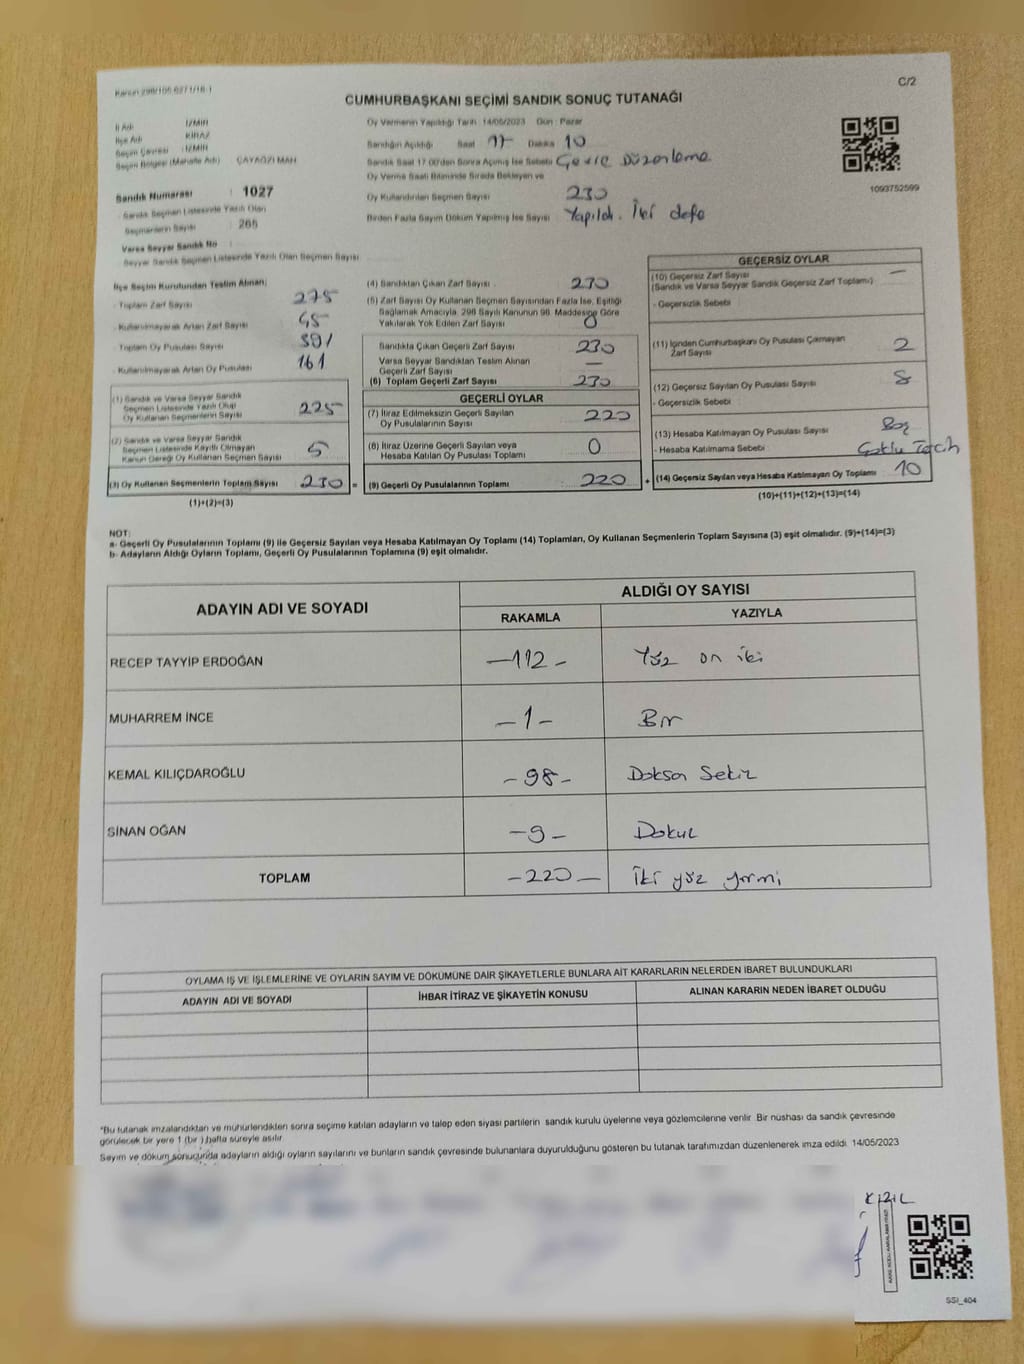 Kanun 298/105 6271/18-1
C/2
CUMHURBAŞKANI SEÇİMİ SANDIK SONUÇ TUTANAĞI
İl Adı : İZMİR
İlçe Adı : KİRAZ
Seçim Çevresi : İZMİR
Seçim Bölgesi (Mahalle Adı) : ÇAYAĞZI MAH
Sandık Numarası : 1027
Sandık Seçmen Listesinde Yazılı Olan
Seçmenlerin Sayısı : 265
Varsa Seyyar Sandık No :
Seyyar Sandık Seçmen Listesinde Yazılı Olan Seçmen Sayısı
Oy Vermenin Yapıldığı Tarih : 14/05/2023 Gün : Pazar
Sandığın Açıldığı Saat 17 Dakika 10
Sandık Saat 17:00'den Sonra Açılmış İse Sebebi Çevre Düzenleme
Oy Verme Saati Bitiminde Sırada Bekleyen ve
Oy Kullandırılan Seçmen Sayısı 230
Birden Fazla Sayım Döküm Yapılmış İse Sayısı Yapıldı. İki defa
1093752599
İlçe Seçim Kurulundan Teslim Alınan:
- Toplam Zarf Sayısı 275
- Kullanılmayarak Artan Zarf Sayısı 45
- Toplam Oy Pusulası Sayısı 391
- Kullanılmayarak Artan Oy Pusulası 161
(1) Sandık ve Varsa Seyyar Sandık
Seçmen Listesinde Yazılı Olup
Oy Kullanan Seçmenlerin Sayısı 225
(2) Sandık ve Varsa Seyyar Sandık
Seçmen Listesinde Kayıtlı Olmayan
Kanun Gereği Oy Kullanan Seçmen Sayısı 5
(3) Oy Kullanan Seçmenlerin Toplam Sayısı 230 =
(1)+(2)=(3)
(4) Sandıktan Çıkan Zarf Sayısı 230
(5) Zarf Sayısı Oy Kullanan Seçmen Sayısından Fazla İse, Eşitliği
Sağlamak Amacıyla, 298 Sayılı Kanunun 98. Maddesine Göre
Yakılarak Yok Edilen Zarf Sayısı 0
Sandıkta Çıkan Geçerli Zarf Sayısı 230
Varsa Seyyar Sandıktan Teslim Alınan
Geçerli Zarf Sayısı —
(6) Toplam Geçerli Zarf Sayısı 230
GEÇERLİ OYLAR
(7) İtiraz Edilmeksizin Geçerli Sayılan
Oy Pusulalarının Sayısı 220
(8) İtiraz Üzerine Geçerli Sayılan veya
Hesaba Katılan Oy Pusulası Toplamı 0
(9) Geçerli Oy Pusulalarının Toplamı 220 +
GEÇERSİZ OYLAR
(10) Geçersiz Zarf Sayısı —
(Sandık ve Varsa Seyyar Sandık Geçersiz Zarf Toplamı)
- Geçersizlik Sebebi
(11) İçinden Cumhurbaşkanı Oy Pusulası Çıkmayan
Zarf Sayısı 2
(12) Geçersiz Sayılan Oy Pusulası Sayısı 8
- Geçersizlik Sebebi
(13) Hesaba Katılmayan Oy Pusulası Sayısı Boş
- Hesaba Katılmama Sebebi Çoklu Tercih
(14) Geçersiz Sayılan veya Hesaba Katılmayan Oy Toplamı 10
(10)+(11)+(12)+(13)=(14)
NOT:
a- Geçerli Oy Pusulalarının Toplamı (9) ile Geçersiz Sayılan veya Hesaba Katılmayan Oy Toplamı (14) Toplamları, Oy Kullanan Seçmenlerin Toplam Sayısına (3) eşit olmalıdır. (9)+(14)=(3)
b- Adayların Aldığı Oyların Toplamı, Geçerli Oy Pusulalarının Toplamına (9) eşit olmalıdır.
ADAYIN ADI VE SOYADI
ALDIĞI OY SAYISI
RAKAMLA YAZIYLA
RECEP TAYYİP ERDOĞAN —112 - Yüz on iki
MUHARREM İNCE —1— Bir
KEMAL KILIÇDAROĞLU -98- Doksan Sekiz
SİNAN OĞAN —9— Dokuz
TOPLAM —220— İki yüz yirmi
OYLAMA İŞ VE İŞLEMLERİNE VE OYLARIN SAYIM VE DÖKÜMÜNE DAİR ŞİKAYETLERLE BUNLARA AİT KARARLARIN NELERDEN İBARET BULUNDUKLARI
ADAYIN ADI VE SOYADI İHBAR İTİRAZ VE ŞİKAYETİN KONUSU ALINAN KARARIN NEDEN İBARET OLDUĞU
*Bu tutanak imzalandıktan ve mühürlendikten sonra seçime katılan adayların ve talep eden siyasi partilerin sandık kurulu üyelerine veya gözlemcilerine verilir. Bir nüshası da sandık çevresinde
görülecek bir yere 1 (bir ) hafta süreyle asılır.
Sayım ve döküm sonucunda adayların aldığı oyların sayılarını ve bunların sandık çevresinde bulunanlara duyurulduğunu gösteren bu tutanak tarafımızdan düzenlenerek imza edildi. 14/05/2023
KIZIL
SSİ_404